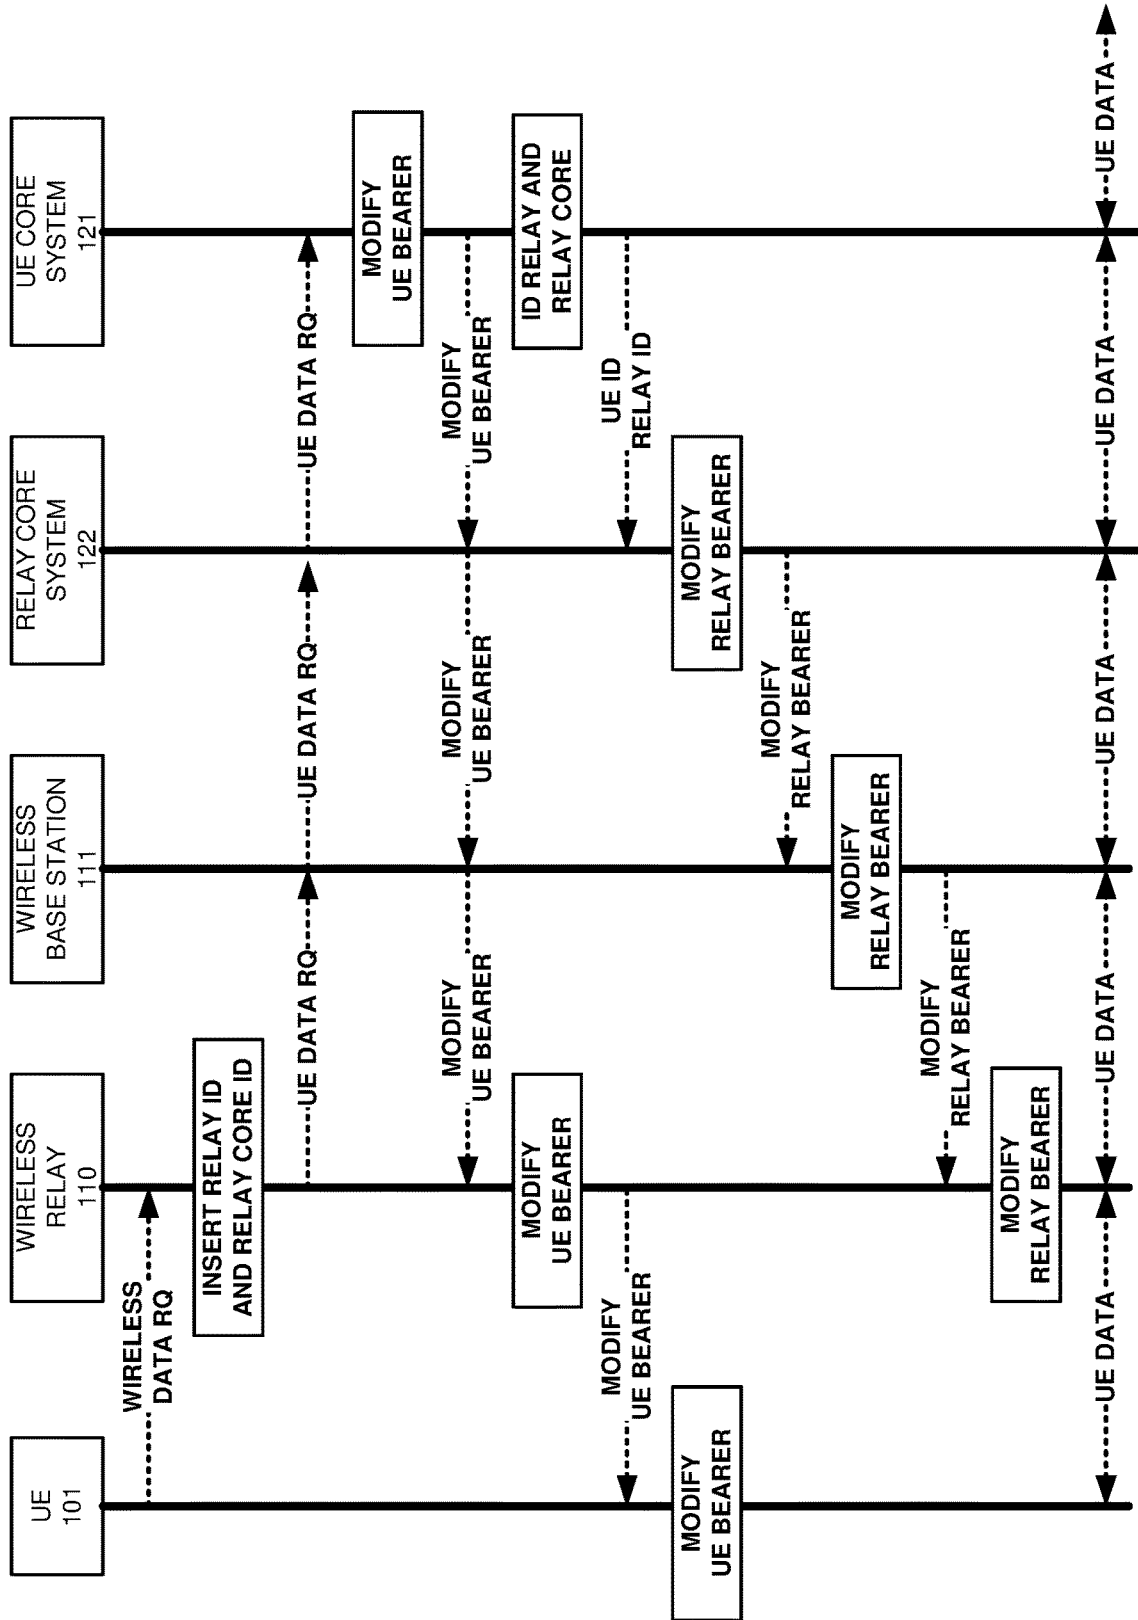 UE
101
WIRELESS
RELAY
110
WIRELESS
BASE STATION
111
RELAY CORE
SYSTEM
122
UE CORE
SYSTEM
121
WIRELESS
DATA RQ
INSERT RELAY ID
AND RELAY CORE ID
UE DATA RQ
UE DATA RQ
UE DATA RQ
MODIFY
UE BEARER
MODIFY
UE BEARER
MODIFY
UE BEARER
MODIFY
UE BEARER
MODIFY
UE BEARER
ID RELAY AND
RELAY CORE
MODIFY
UE BEARER
UE ID
RELAY ID
MODIFY
UE BEARER
MODIFY
RELAY BEARER
MODIFY
RELAY BEARER
MODIFY
RELAY BEARER
MODIFY
RELAY BEARER
MODIFY
RELAY BEARER
UE DATA
UE DATA
UE DATA
UE DATA
UE DATA